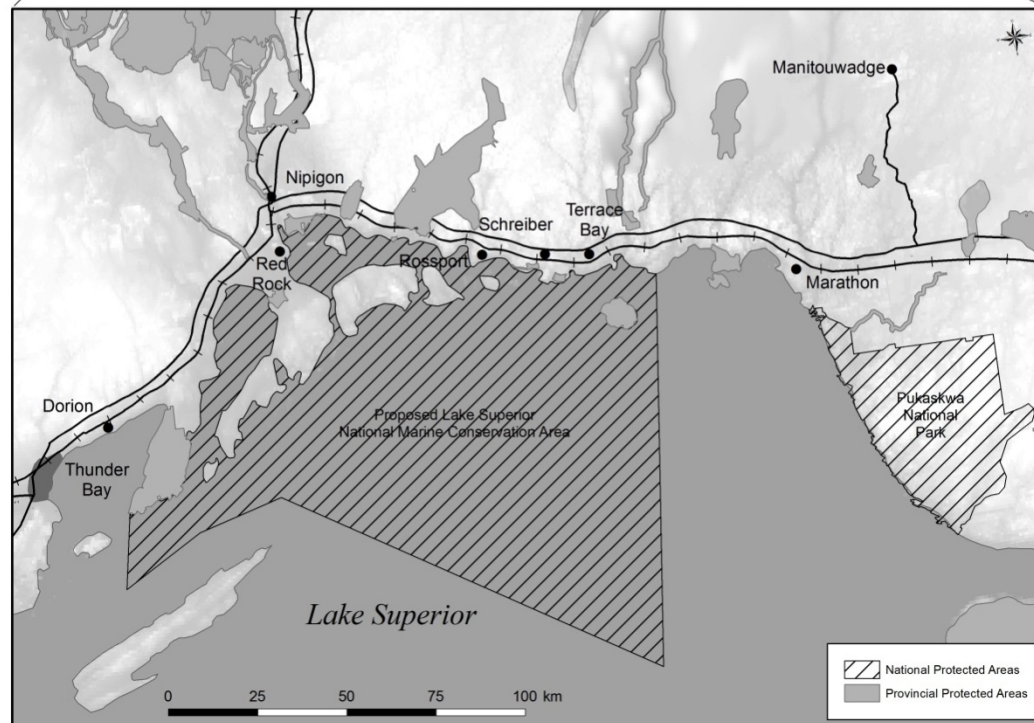 Manitouwadge
Nipigon
Schreiber
Terrace
Bay
Red
Rock
Rossport
Marathon
Dorion
Proposed Lake Superior
National Marine Conservation Area
Pukaskwa
National
Park
Thunder
Bay
Lake Superior
0 25 50 75 100 km
National Protected Areas
Provincial Protected Areas